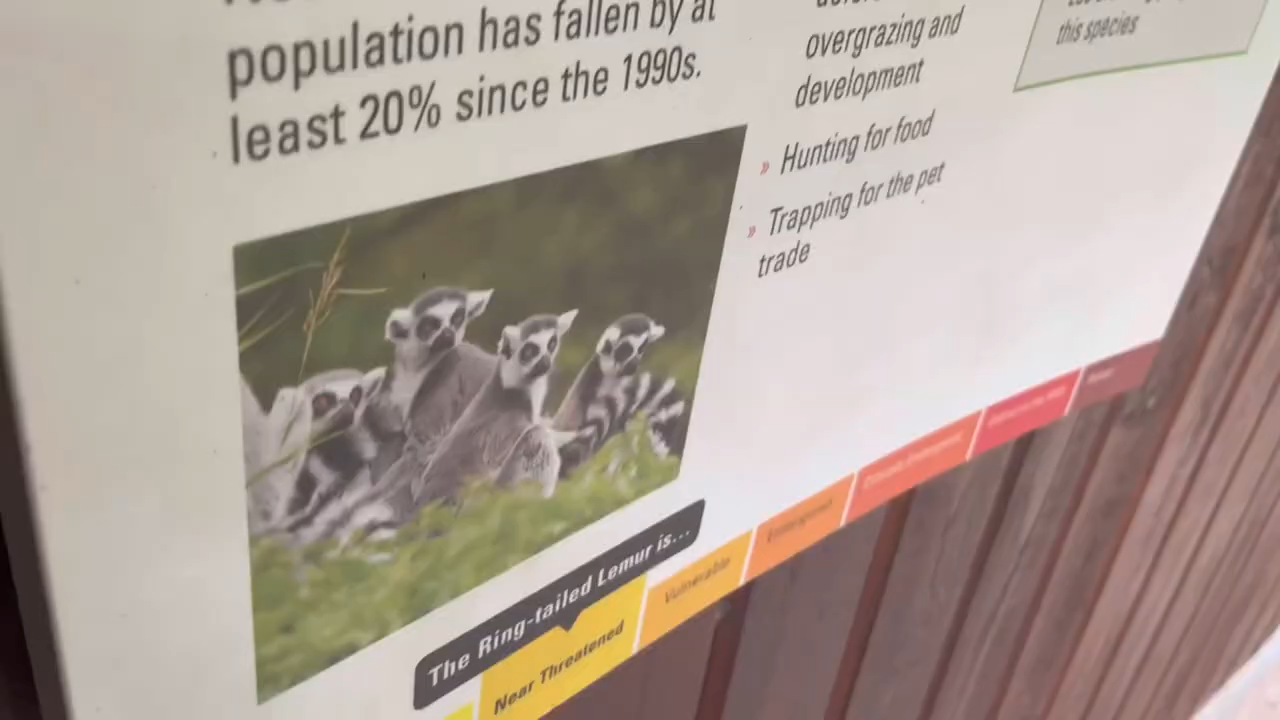 population has fallen by at
least 20% since the 1990s.
overgrazing and
development
» Hunting for food
» Trapping for the pet
trade
this species
The Ring-tailed Lemur is...
Near Threatened
Vulnerable
Endangered